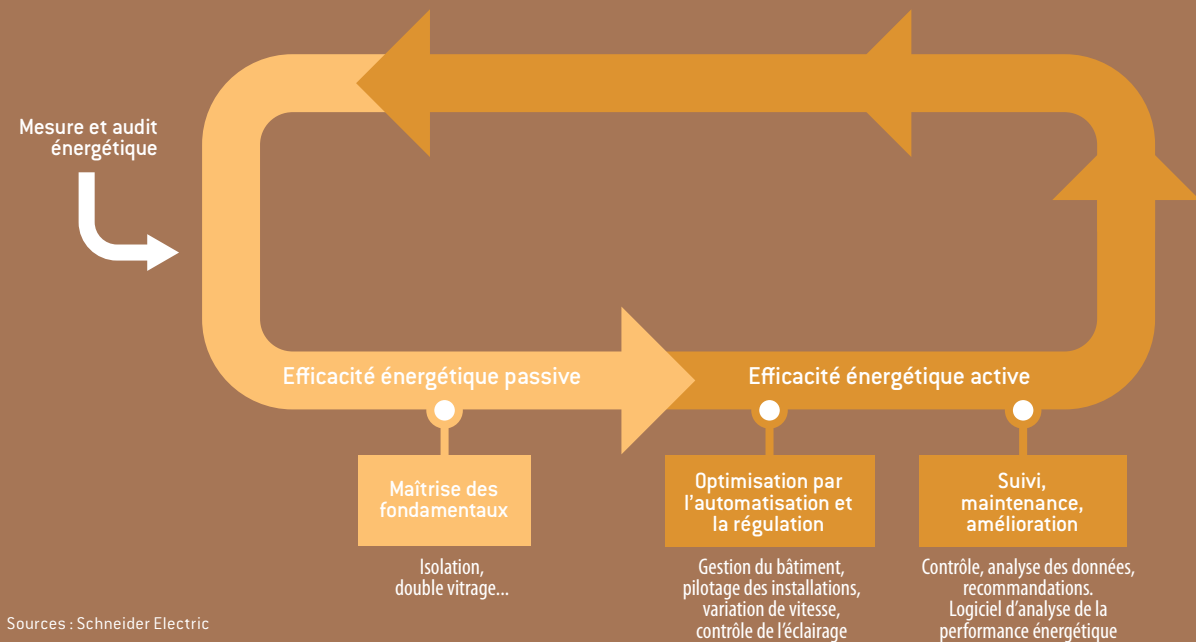 Mesure et audit
énergétique
Efficacité énergétique passive
Efficacité énergétique active
Maîtrise des
fondamentaux
Isolation,
double vitrage...
Optimisation par
l’automatisation et
la régulation
Gestion du bâtiment,
pilotage des installations,
variation de vitesse,
contrôle de l’éclairage
Suivi,
maintenance,
amélioration
Contrôle, analyse des données,
recommandations.
Logiciel d’analyse de la
performance énergétique
Sources : Schneider Electric